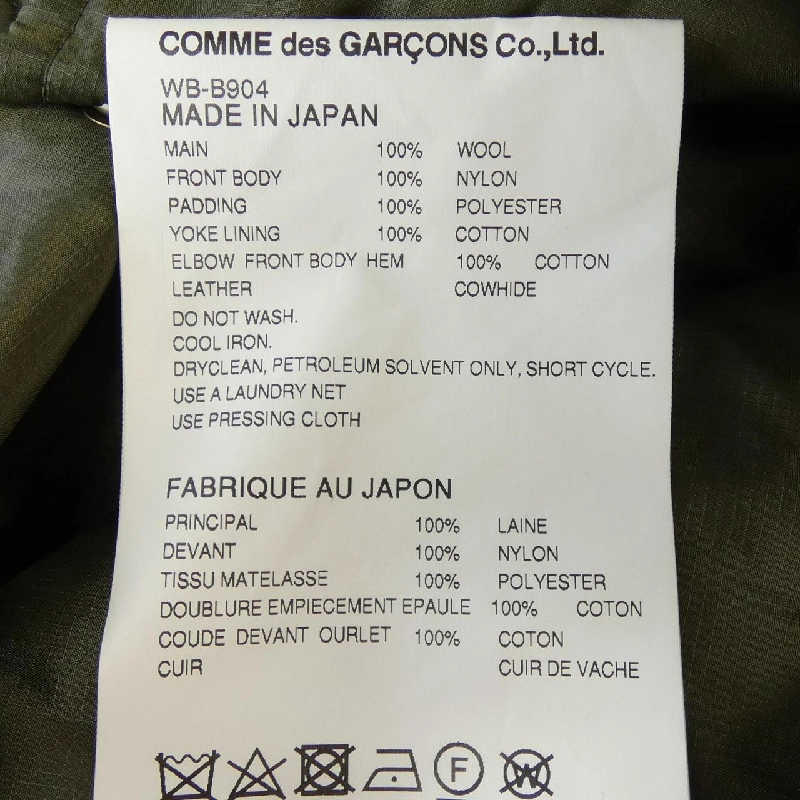 COMME des GARÇONS Co.,Ltd.
WB-B904
MADE IN JAPAN
MAIN 100% WOOL
FRONT BODY 100% NYLON
PADDING 100% POLYESTER
YOKE LINING 100% COTTON
ELBOW FRONT BODY HEM 100% COTTON
LEATHER COWHIDE
DO NOT WASH.
COOL IRON.
DRYCLEAN, PETROLEUM SOLVENT ONLY, SHORT CYCLE.
USE A LAUNDRY NET
USE PRESSING CLOTH
FABRIQUE AU JAPON
PRINCIPAL 100% LAINE
DEVANT 100% NYLON
TISSU MATELASSE 100% POLYESTER
DOUBLURE EMPIECEMENT EPAULE 100% COTON
COUDE DEVANT OURLET 100% COTON
CUIR CUIR DE VACHE
F W